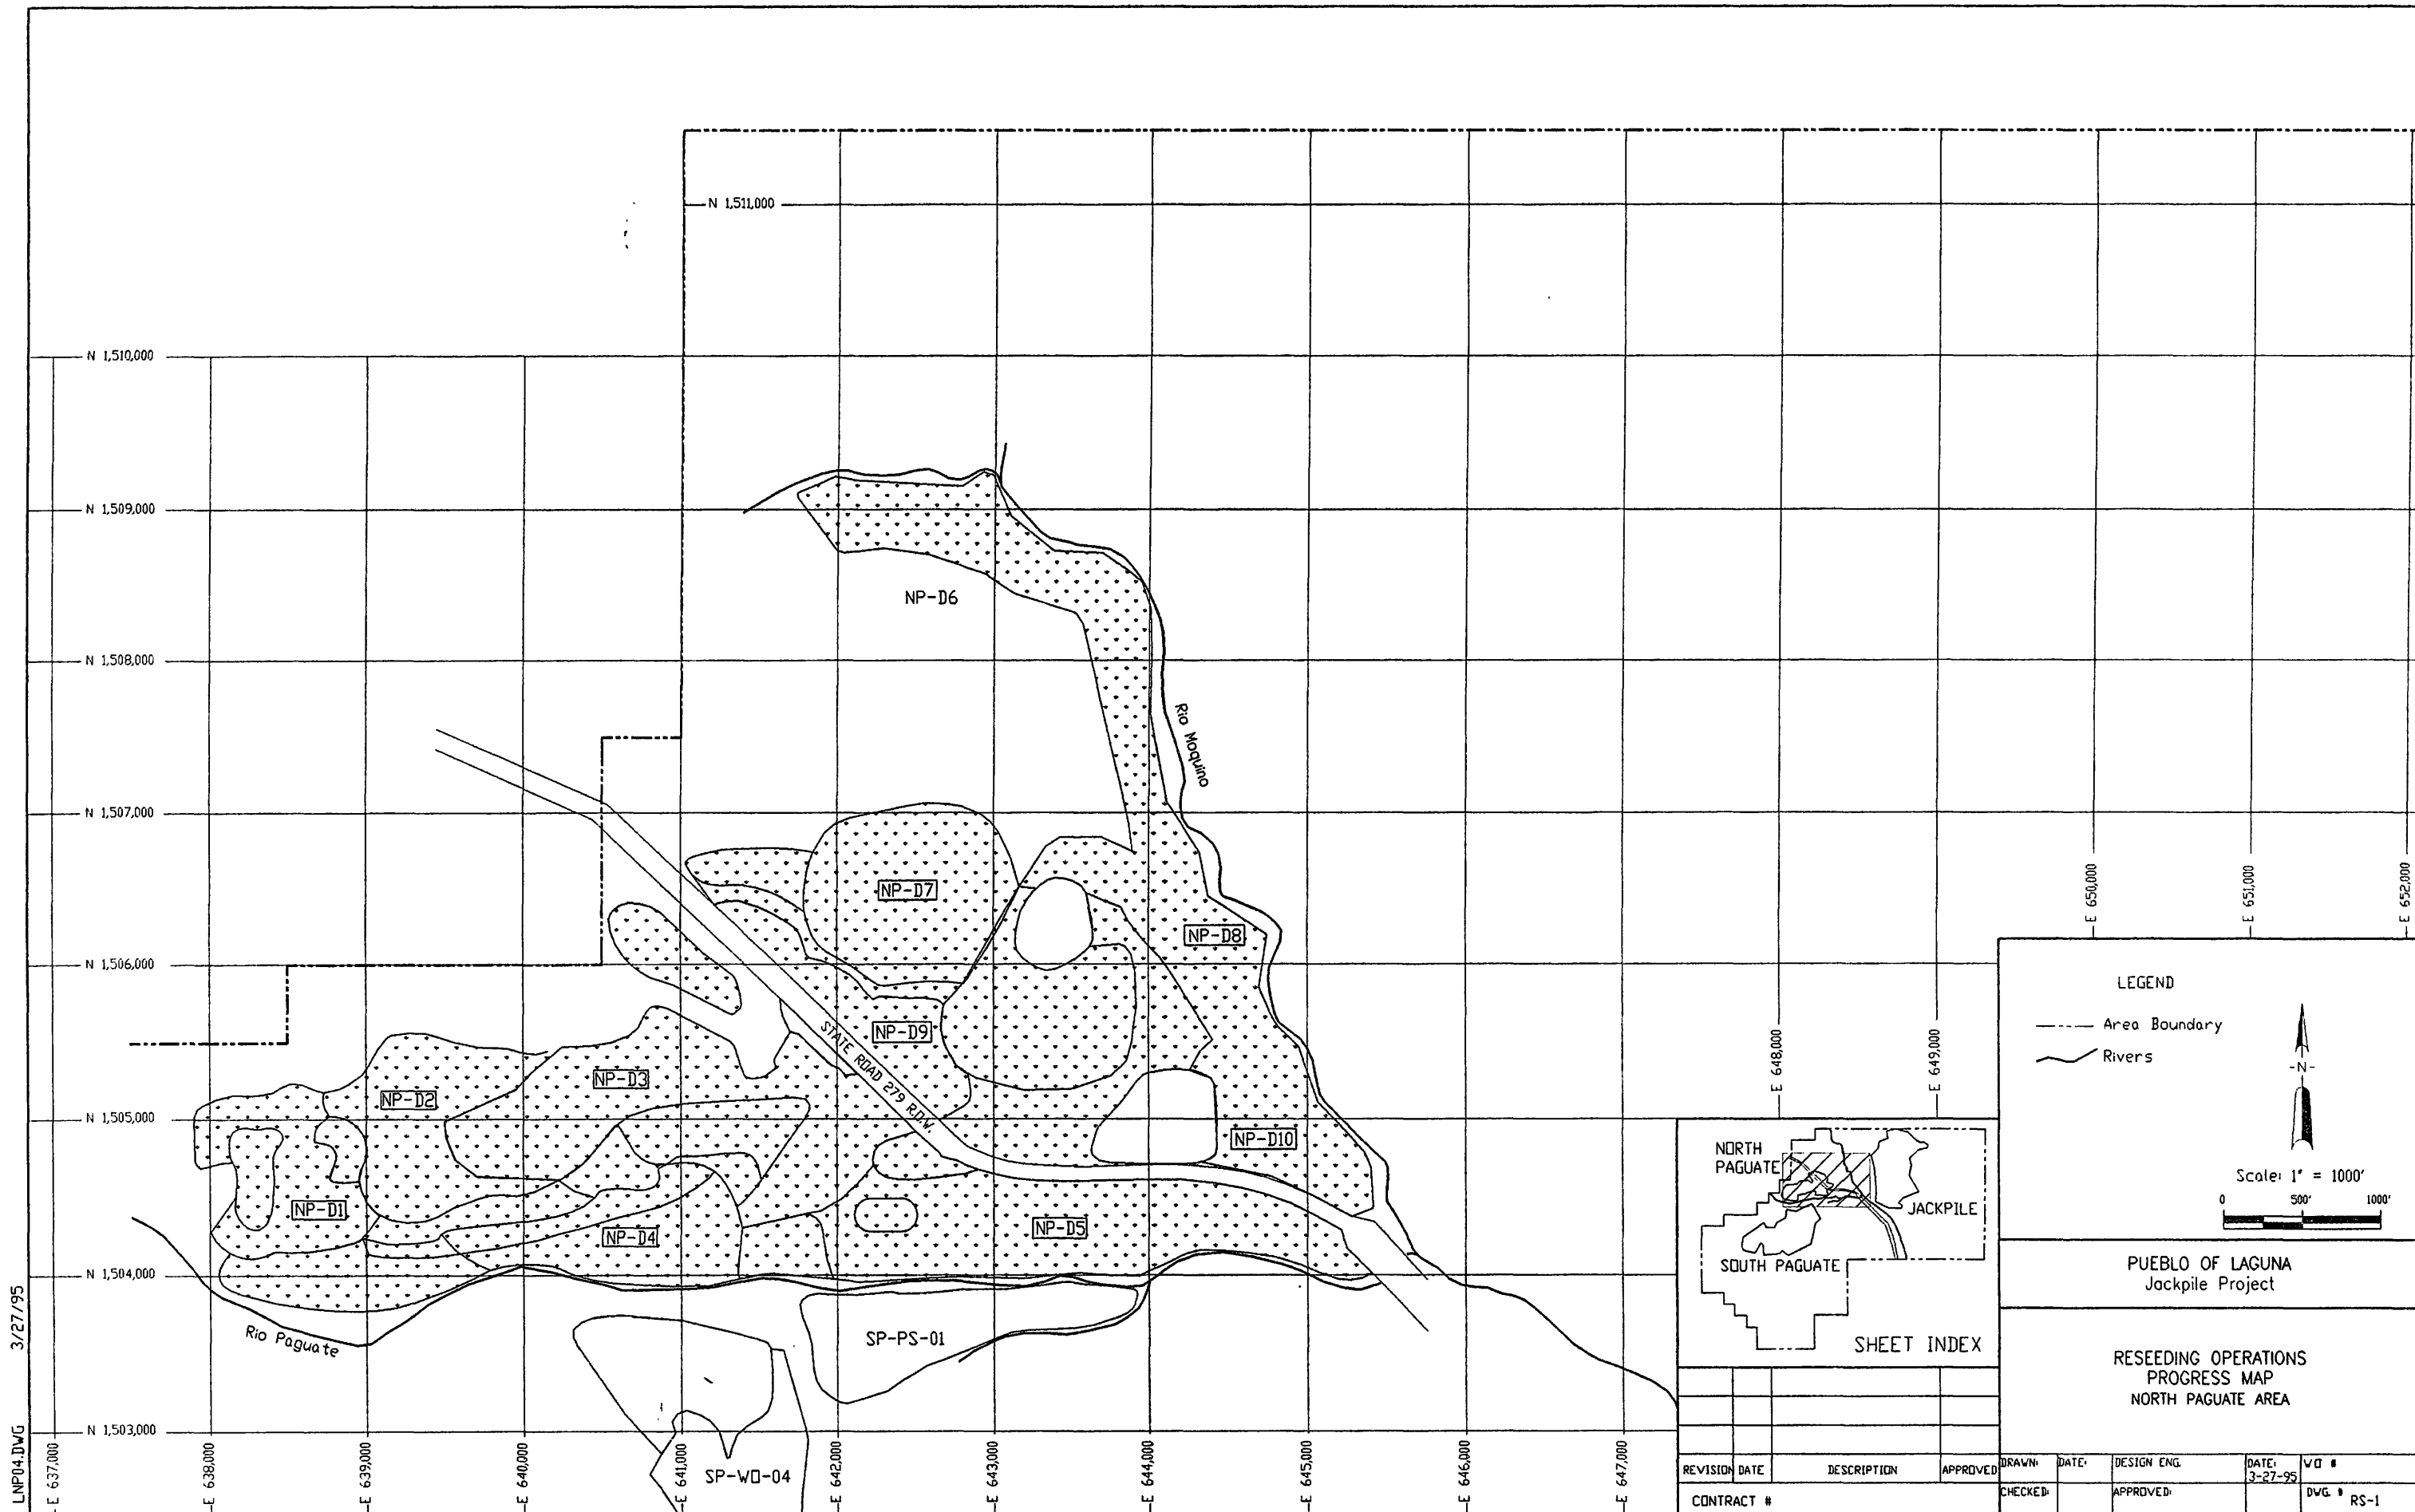 N 1,511,000
N 1,510,000
N 1,509,000
NP-D6
N 1,508,000
Rio Moquino
N 1,507,000
NP-D7
NP-D8
N 1,506,000
NP-D9
STATE ROAD 279 R.O.W.
NP-D3
NP-D2
N 1,505,000
NP-D10
NP-D1
NP-D5
NP-D4
N 1,504,000
Rio Paguate
SP-PS-01
N 1,503,000
SP-WO-04
E 637,000
E 638,000
E 639,000
E 640,000
E 641,000
E 642,000
E 643,000
E 644,000
E 645,000
E 646,000
E 647,000
E 648,000
E 649,000
E 650,000
E 651,000
E 652,000
LNP04.DWG 3/27/95
LEGEND
Area Boundary
Rivers
-N-
Scale: 1" = 1000'
0 500' 1000'
NORTH
PAGUATE
JACKPILE
SOUTH PAGUATE
SHEET INDEX
PUEBLO OF LAGUNA
Jackpile Project
RESEEDING OPERATIONS
PROGRESS MAP
NORTH PAGUATE AREA
REVISION DATE DESCRIPTION APPROVED
CONTRACT #
DRAWN: DATE: DESIGN ENG. DATE: 3-27-95 WO #
CHECKED: APPROVED: DWG. # RS-1